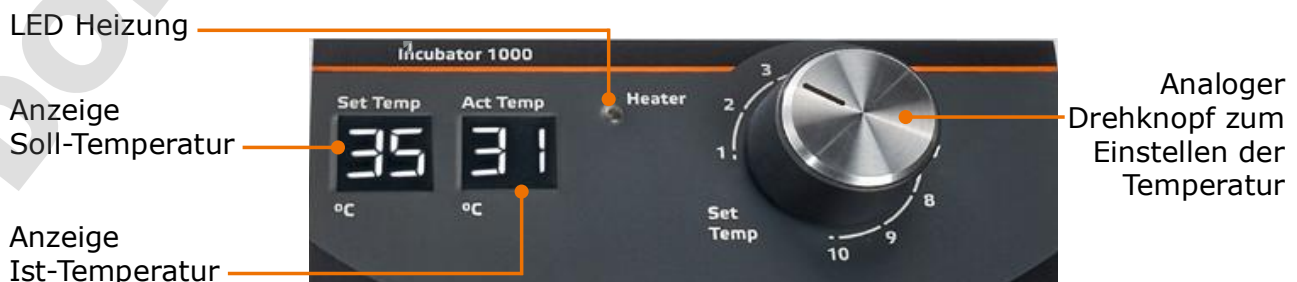 LED Heizung
Anzeige
Soll-Temperatur
Anzeige
Ist-Temperatur
Incubator 1000
Set Temp
Act Temp
Heater
35
31
°C
°C
1
2
3
8
9
10
Set
Temp
Analoger
Drehknopf zum
Einstellen der
Temperatur